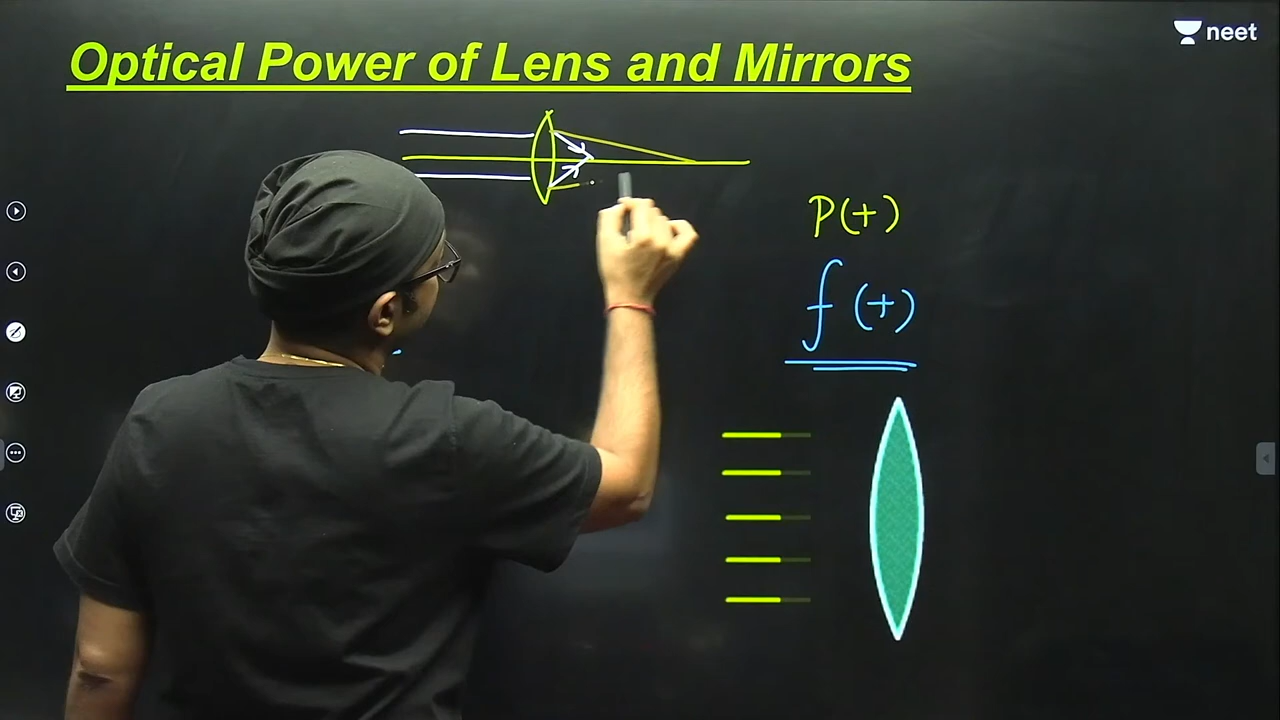 neet
Optical Power of Lens and Mirrors
P(+)
f (+)